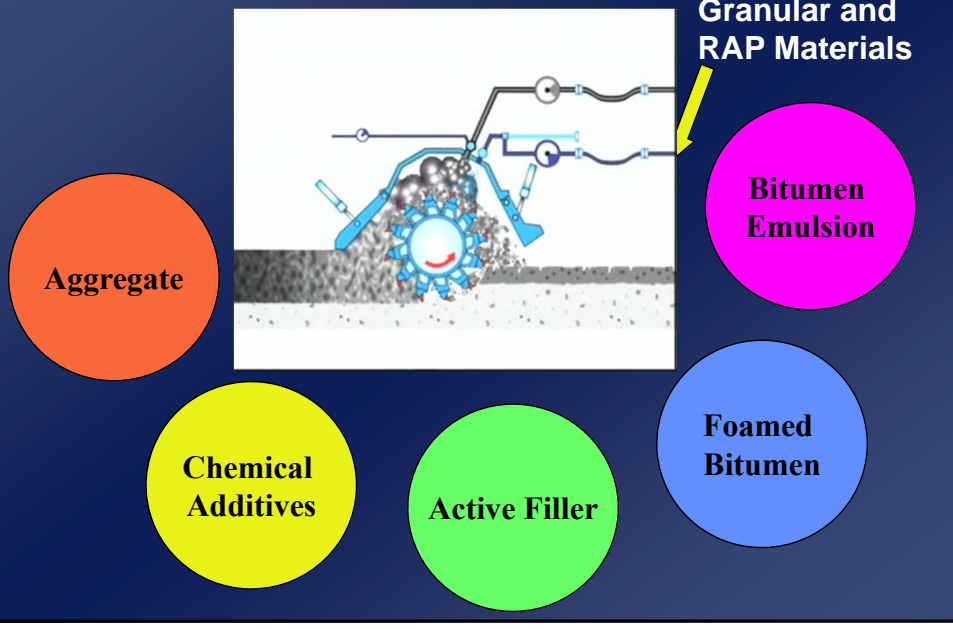 Granular and
RAP Materials
Bitumen
Emulsion
Aggregate
Foamed
Bitumen
Chemical
Additives
Active Filler